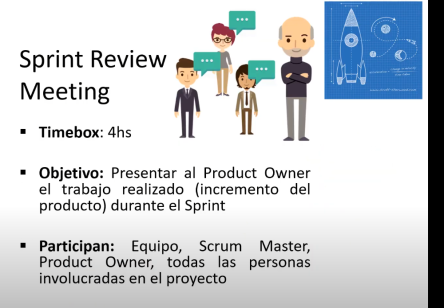 Sprint Review
Meeting
▪ Timebox: 4hs
▪ Objetivo: Presentar al Product Owner
el trabajo realizado (incremento del
producto) durante el Sprint
▪ Participan: Equipo, Scrum Master,
Product Owner, todas las personas
involucradas en el proyecto